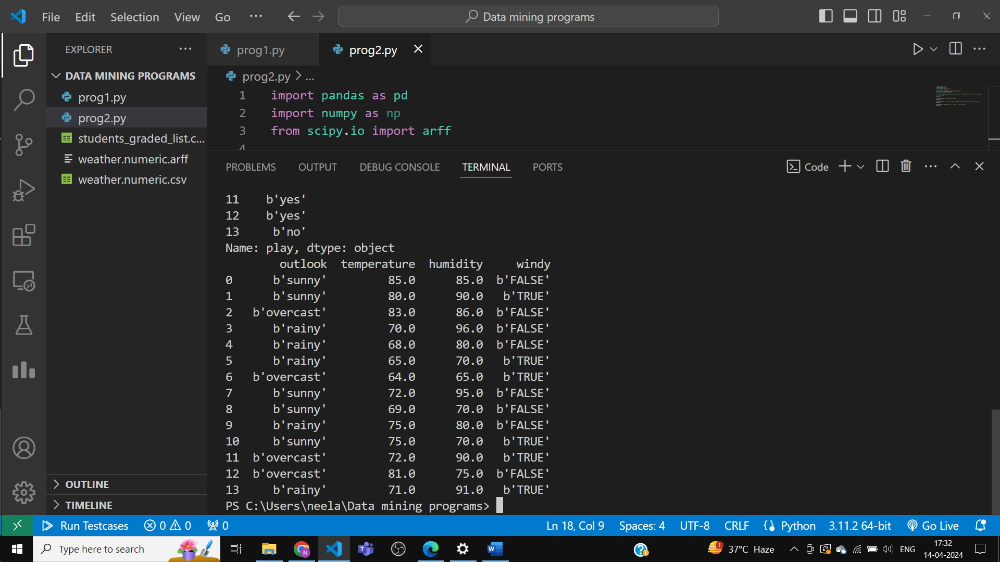 File Edit Selection View Go ··· Data mining programs
EXPLORER ···
DATA MINING PROGRAMS
prog1.py
prog2.py
students_graded_list.c...
weather.numeric.arff
weather.numeric.csv
OUTLINE
TIMELINE
prog1.py prog2.py
prog2.py > ...
1 import pandas as pd
2 import numpy as np
3 from scipy.io import arff
4
PROBLEMS OUTPUT DEBUG CONSOLE TERMINAL PORTS Code
11    b'yes'
12    b'yes'
13     b'no'
Name: play, dtype: object
        outlook  temperature  humidity     windy
0      b'sunny'         85.0      85.0  b'FALSE'
1      b'sunny'         80.0      90.0   b'TRUE'
2   b'overcast'         83.0      86.0  b'FALSE'
3      b'rainy'         70.0      96.0  b'FALSE'
4      b'rainy'         68.0      80.0  b'FALSE'
5      b'rainy'         65.0      70.0   b'TRUE'
6   b'overcast'         64.0      65.0   b'TRUE'
7      b'sunny'         72.0      95.0  b'FALSE'
8      b'sunny'         69.0      70.0  b'FALSE'
9      b'rainy'         75.0      80.0  b'FALSE'
10     b'sunny'         75.0      70.0   b'TRUE'
11  b'overcast'         72.0      90.0   b'TRUE'
12  b'overcast'         81.0      75.0  b'FALSE'
13     b'rainy'         71.0      91.0   b'TRUE'
PS C:\Users\neela\Data mining programs>
Run Testcases 0 0 0 Ln 18, Col 9 Spaces: 4 UTF-8 CRLF Python 3.11.2 64-bit Go Live
Type here to search 1 37°C Haze ENG 17:32
14-04-2024